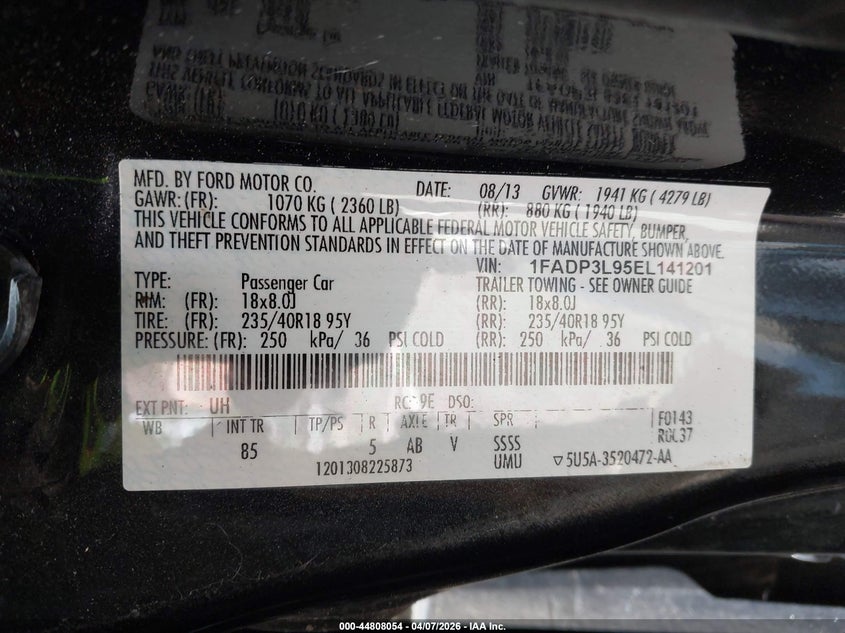 MFD. BY FORD MOTOR CO. DATE: 08/13 GVWR: 1941 KG ( 4279 LB)
GAWR: (FR): 1070 KG ( 2360 LB) (RR): 880 KG ( 1940 LB)
THIS VEHICLE CONFORMS TO ALL APPLICABLE FEDERAL MOTOR VEHICLE SAFETY, BUMPER,
AND THEFT PREVENTION STANDARDS IN EFFECT ON THE DATE OF MANUFACTURE SHOWN ABOVE.
VIN: 1FADP3L95EL141201
TYPE: Passenger Car TRAILER TOWING - SEE OWNER GUIDE
RIM: (FR): 18x8.0J (RR): 18x8.0J
TIRE: (FR): 235/40R18 95Y (RR): 235/40R18 95Y
PRESSURE: (FR): 250 kPa/ 36 PSI COLD (RR): 250 kPa/ 36 PSI COLD
EXT PNT: UH RC: 9E DSO:
WB INT TR TP/PS R AXLE TR SPR F0143
85 5 AB V SSSS
1201308225873 UMU ▽5U5A-3520472-AA
000-44808054 - 04/07/2026 - IAA Inc.